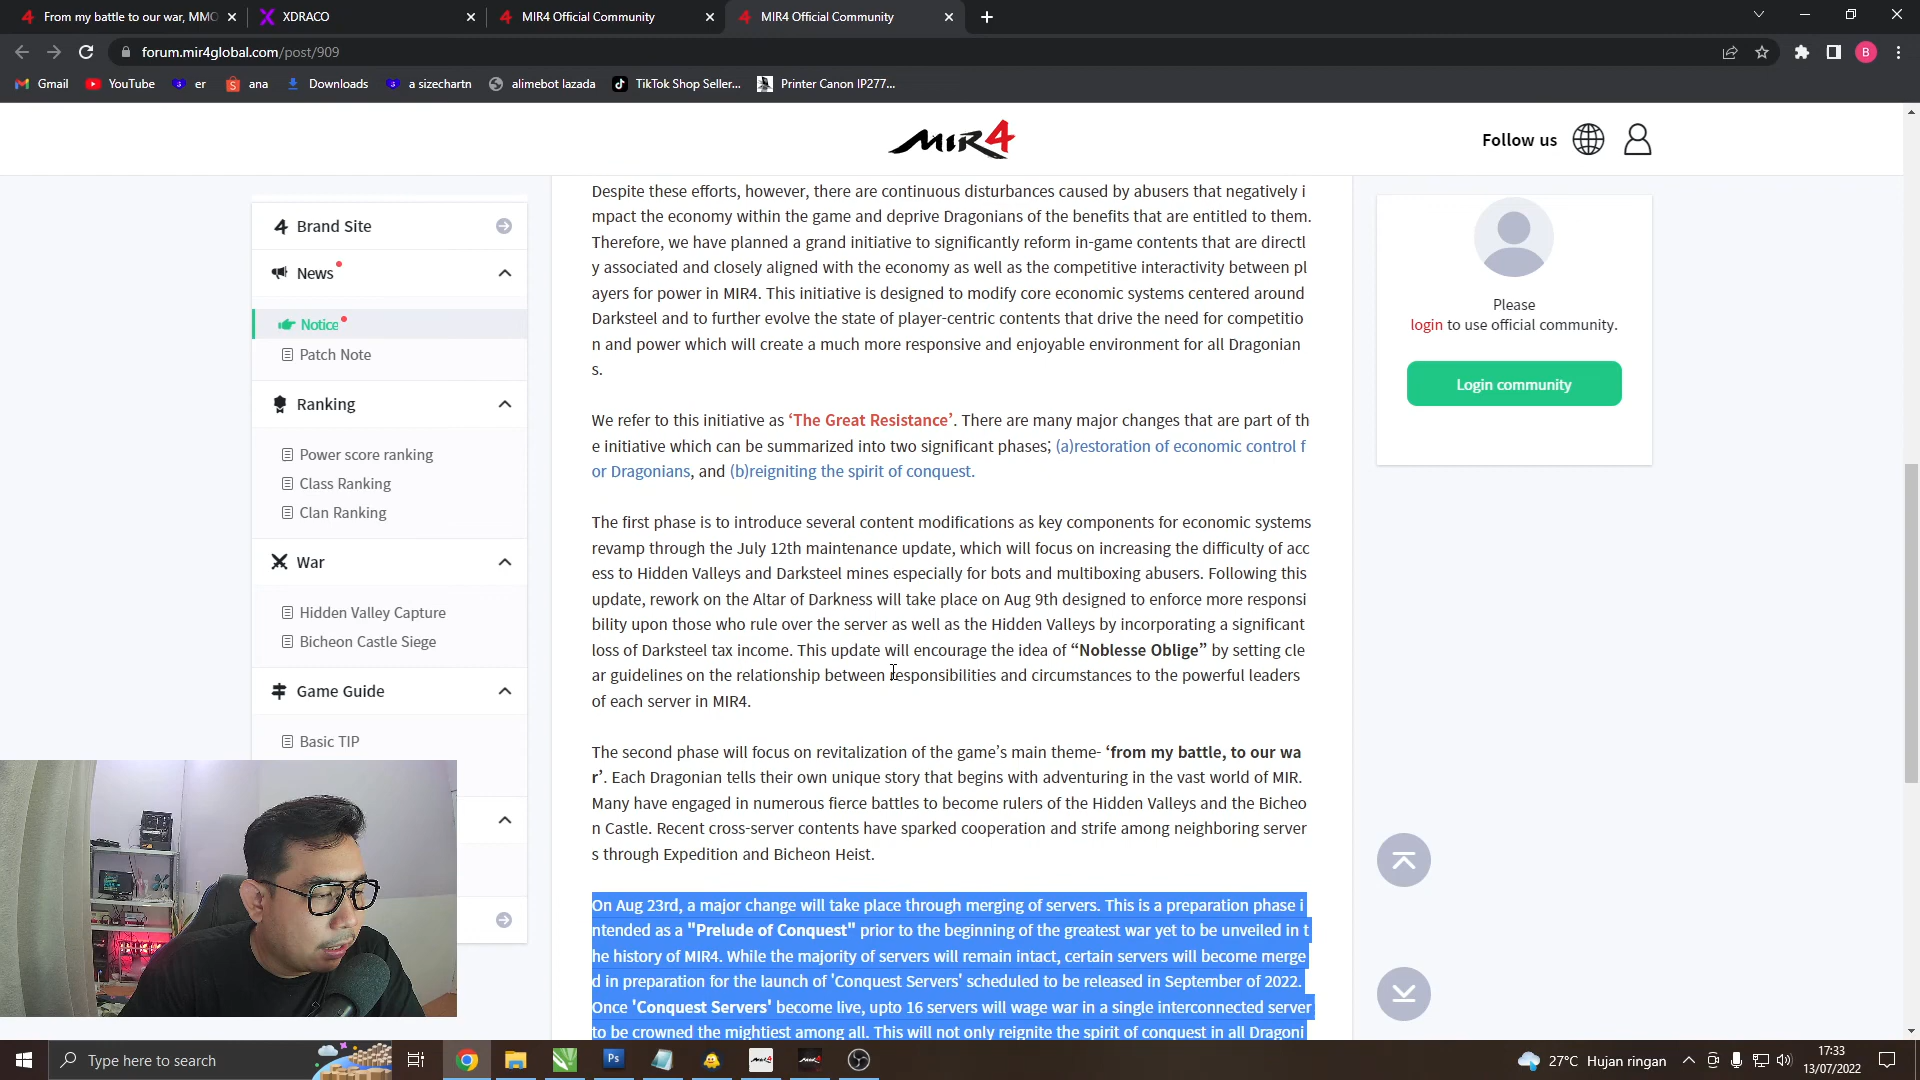 From my battle to our war, MMO
XDRACO
MIR4 Official Community
MIR4 Official Community
forum.mir4global.com/post/909
B
Gmail
YouTube
er
ana
Downloads
a sizechartn
alimebot lazada
TikTok Shop Seller...
Printer Canon IP277...
MIR4
Follow us
Brand Site
News
Notice
Patch Note
Ranking
Power score ranking
Class Ranking
Clan Ranking
War
Hidden Valley Capture
Bicheon Castle Siege
Game Guide
Basic TIP
Despite these efforts, however, there are continuous disturbances caused by abusers that negatively i
mpact the economy within the game and deprive Dragonians of the benefits that are entitled to them.
Therefore, we have planned a grand initiative to significantly reform in-game contents that are directl
y associated and closely aligned with the economy as well as the competitive interactivity between pl
ayers for power in MIR4. This initiative is designed to modify core economic systems centered around
Darksteel and to further evolve the state of player-centric contents that drive the need for competitio
n and power which will create a much more responsive and enjoyable environment for all Dragonian
s.
We refer to this initiative as ‘The Great Resistance’. There are many major changes that are part of th
e initiative which can be summarized into two significant phases; (a)restoration of economic control f
or Dragonians, and (b)reigniting the spirit of conquest.
The first phase is to introduce several content modifications as key components for economic systems
revamp through the July 12th maintenance update, which will focus on increasing the difficulty of acc
ess to Hidden Valleys and Darksteel mines especially for bots and multiboxing abusers. Following this
update, rework on the Altar of Darkness will take place on Aug 9th designed to enforce more responsi
bility upon those who rule over the server as well as the Hidden Valleys by incorporating a significant
loss of Darksteel tax income. This update will encourage the idea of “Noblesse Oblige” by setting cle
ar guidelines on the relationship between responsibilities and circumstances to the powerful leaders
of each server in MIR4.
The second phase will focus on revitalization of the game’s main theme- ‘from my battle, to our wa
r’. Each Dragonian tells their own unique story that begins with adventuring in the vast world of MIR.
Many have engaged in numerous fierce battles to become rulers of the Hidden Valleys and the Bicheo
n Castle. Recent cross-server contents have sparked cooperation and strife among neighboring server
s through Expedition and Bicheon Heist.
On Aug 23rd, a major change will take place through merging of servers. This is a preparation phase i
ntended as a "Prelude of Conquest" prior to the beginning of the greatest war yet to be unveiled in t
he history of MIR4. While the majority of servers will remain intact, certain servers will become merge
d in preparation for the launch of 'Conquest Servers' scheduled to be released in September of 2022.
Once 'Conquest Servers' become live, upto 16 servers will wage war in a single interconnected server
to be crowned the mightiest among all. This will not only reignite the spirit of conquest in all Dragoni
Please
login to use official community.
Login community
Type here to search
Ps
27°C Hujan ringan
17:33
13/07/2022